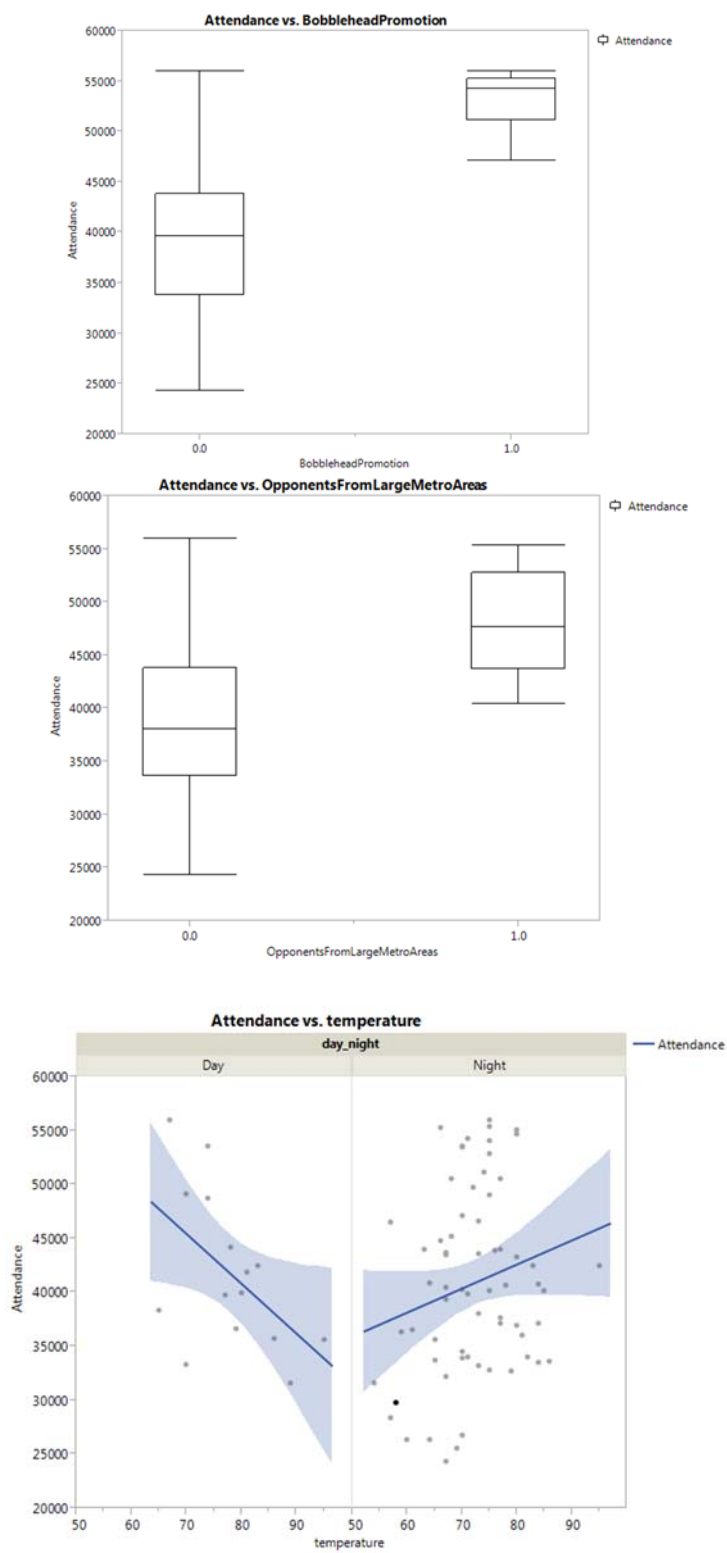 Attendance vs. BobbleheadPromotion
Attendance
60000
55000
50000
45000
40000
35000
30000
25000
20000
Attendance
0.0 1.0
BobbleheadPromotion
Attendance vs. OpponentsFromLargeMetroAreas
Attendance
60000
55000
50000
45000
40000
35000
30000
25000
20000
Attendance
0.0 1.0
OpponentsFromLargeMetroAreas
Attendance vs. temperature
day_night
Attendance
Day Night
60000
55000
50000
45000
40000
35000
30000
25000
20000
Attendance
50 60 70 80 90 50 60 70 80 90
temperature